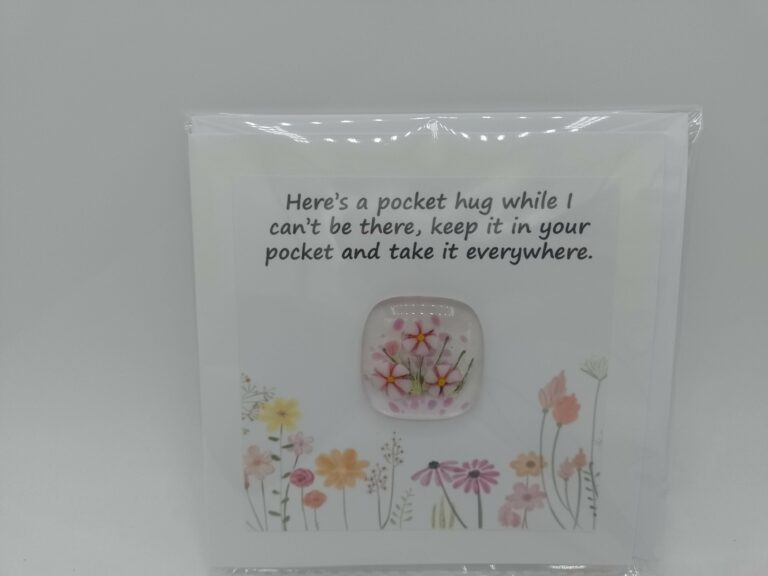 Here's a pocket hug while I
can't be there, keep it in your
pocket and take it everywhere.